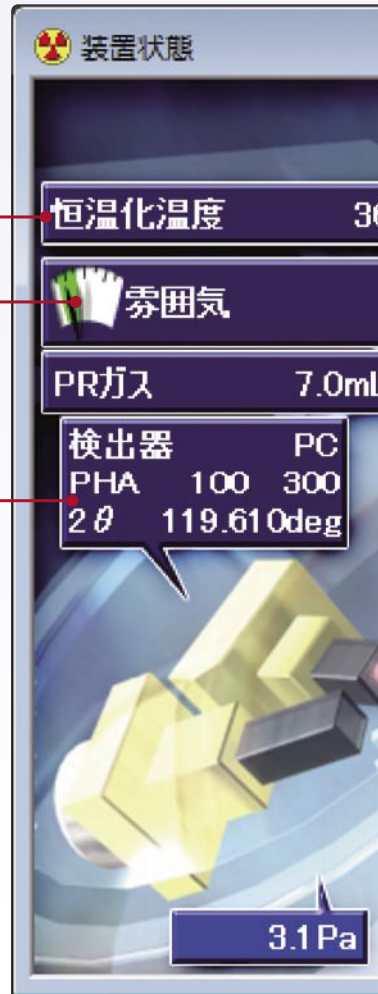 装置状態
恒温化温度 36
雰囲気
PRガス 7.0mL
検出器 PC
PHA 100 300
2θ 119.610deg
3.1Pa